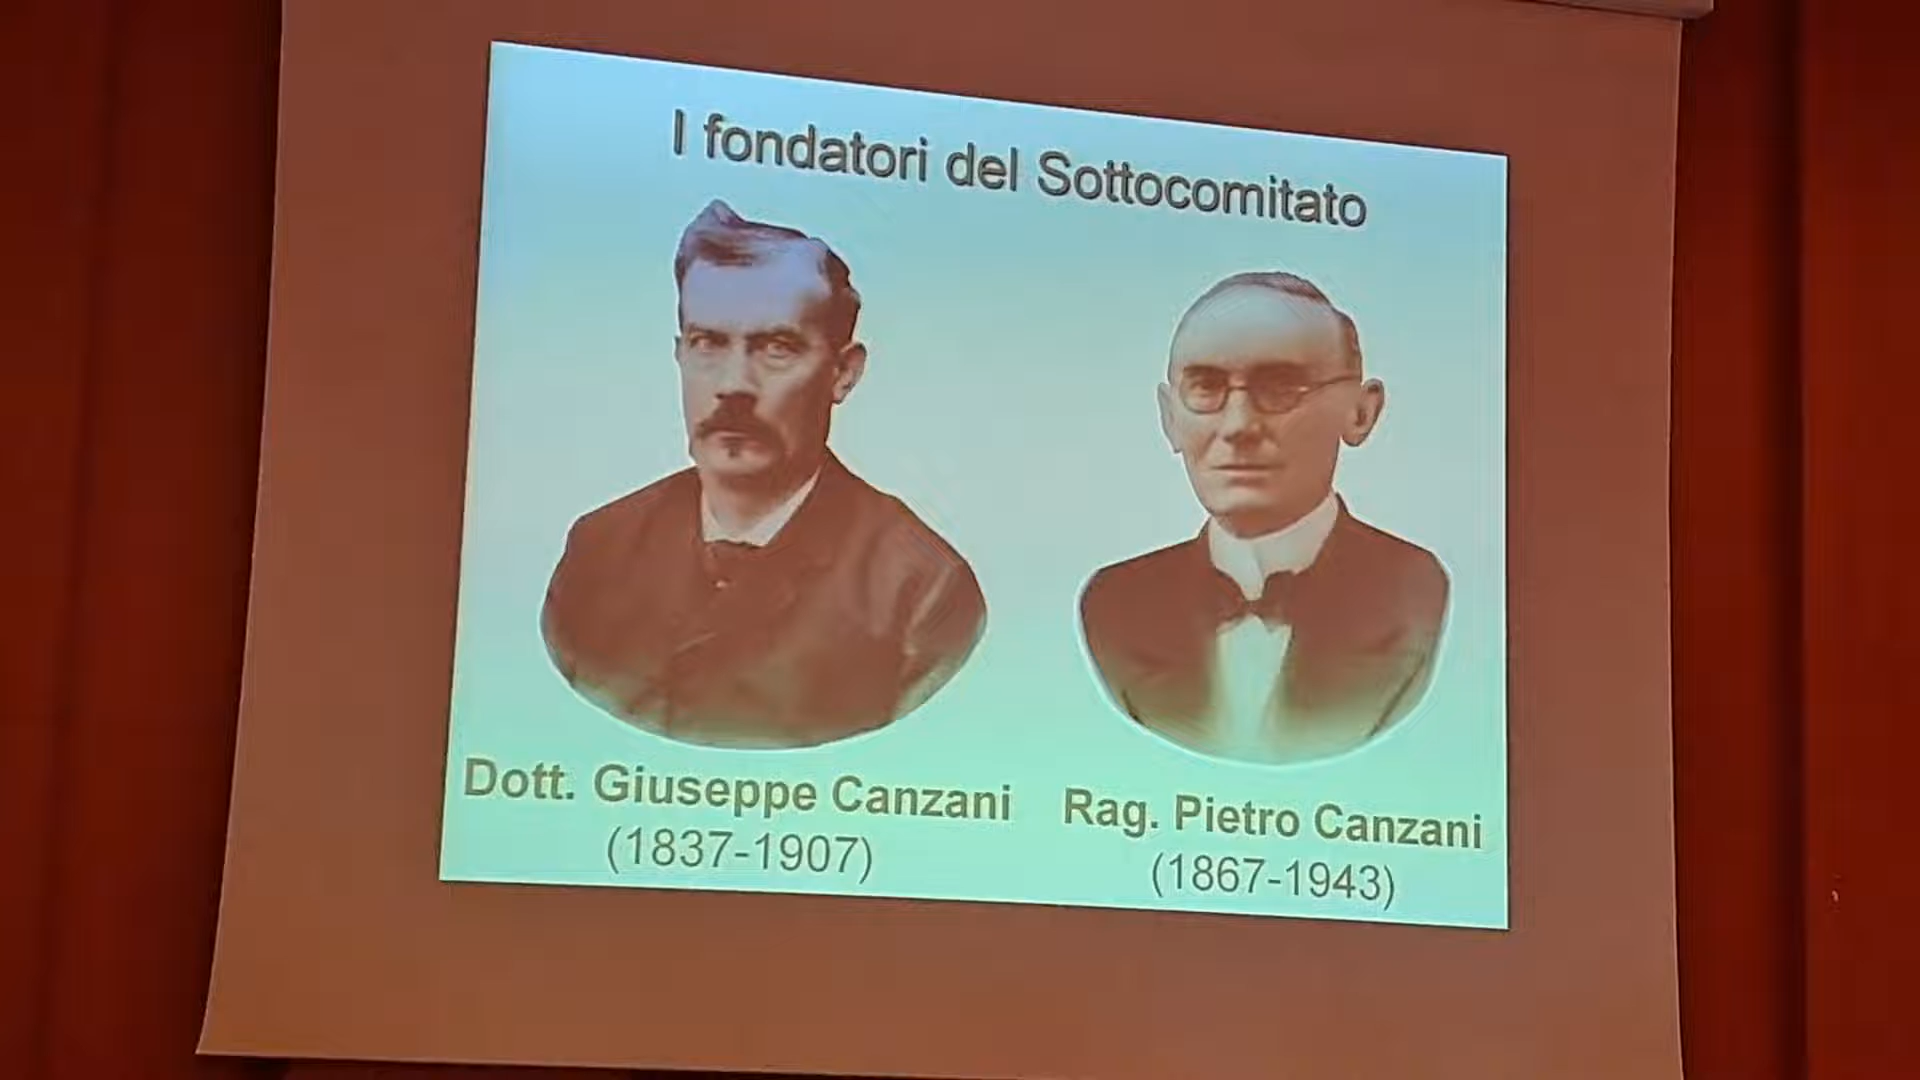 I fondatori del Sottocomitato
Dott. Giuseppe Canzani
(1837-1907)
Rag. Pietro Canzani
(1867-1943)